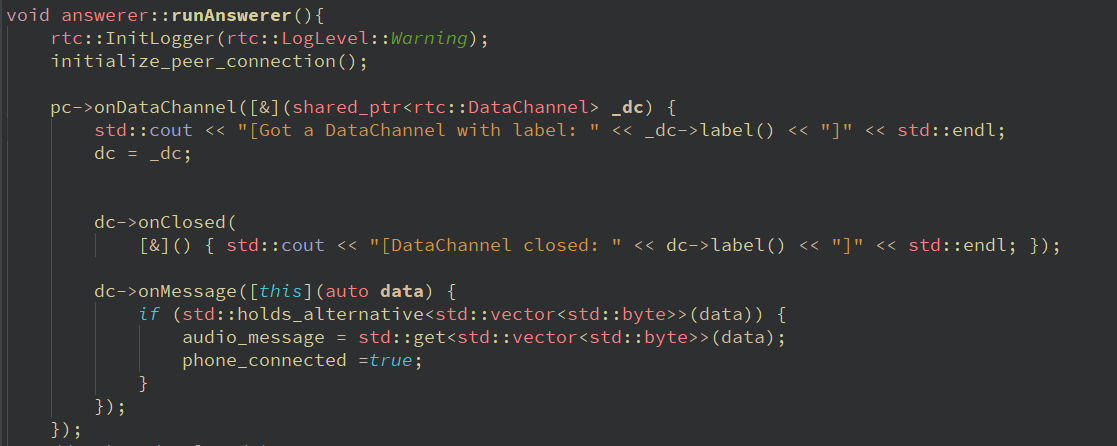 void answerer::runAnswerer(){
    rtc::InitLogger(rtc::LogLevel::Warning);
    initialize_peer_connection();
    pc->onDataChannel([&](shared_ptr<rtc::DataChannel> _dc) {
        std::cout << "[Got a DataChannel with label: " << _dc->label() << "]" << std::endl;
        dc = _dc;
        dc->onClosed(
            [&]() { std::cout << "[DataChannel closed: " << dc->label() << "]" << std::endl; });
        dc->onMessage([this](auto data) {
            if (std::holds_alternative<std::vector<std::byte>>(data)) {
                audio_message = std::get<std::vector<std::byte>>(data);
                phone_connected =true;
            }
        });
    });